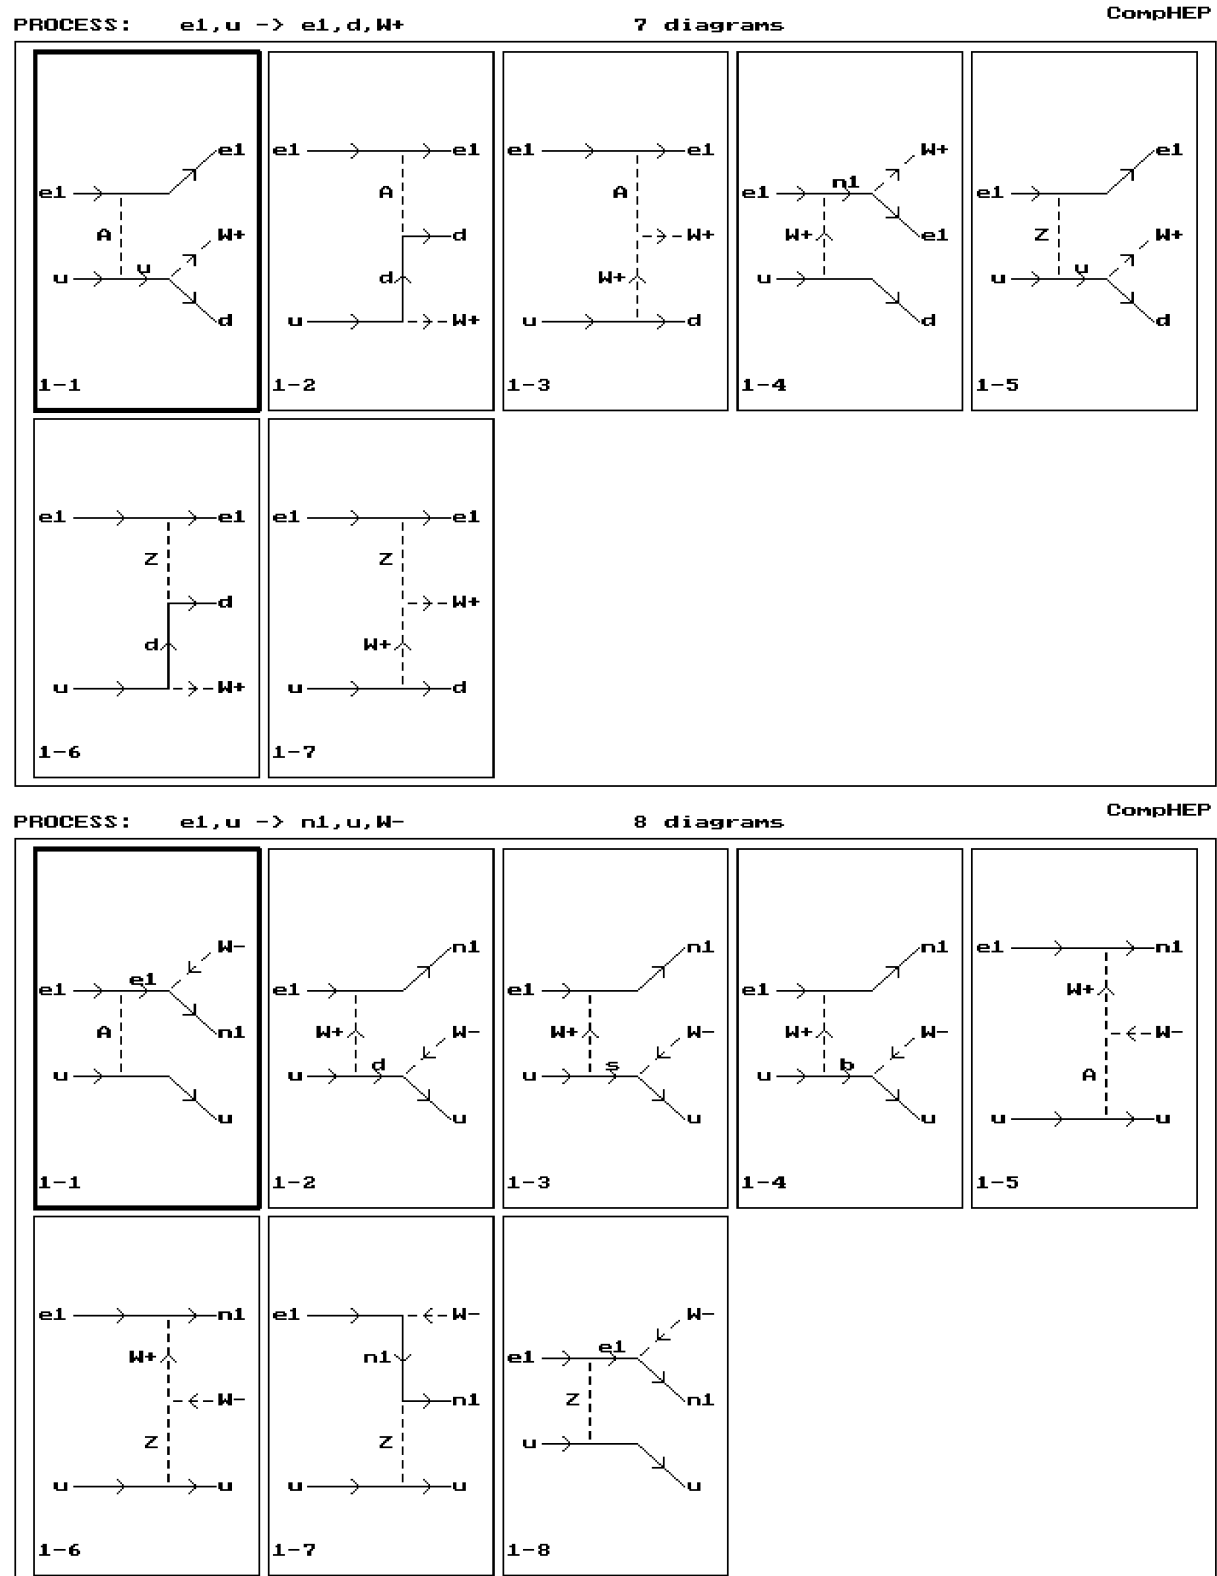 CompHEP
PROCESS: e1,u -> e1,d,W+ 7 diagrams
e1 e1 A W+ u u d 1-1
e1 e1 A d d u W+ 1-2
e1 e1 A W+ W+ u d 1-3
W+ n1 e1 W+ e1 u d 1-4
e1 e1 Z W+ u u d 1-5
e1 e1 Z d d u W+ 1-6
e1 e1 Z W+ W+ u d 1-7
CompHEP
PROCESS: e1,u -> n1,u,W- 8 diagrams
W- e1 e1 A n1 u u 1-1
n1 e1 W+ W- d u u 1-2
n1 e1 W+ W- s u u 1-3
n1 e1 W+ W- b u u 1-4
e1 n1 W+ W- A u u 1-5
e1 n1 W+ W- Z u u 1-6
e1 W- n1 n1 Z u u 1-7
W- e1 e1 Z n1 u u 1-8